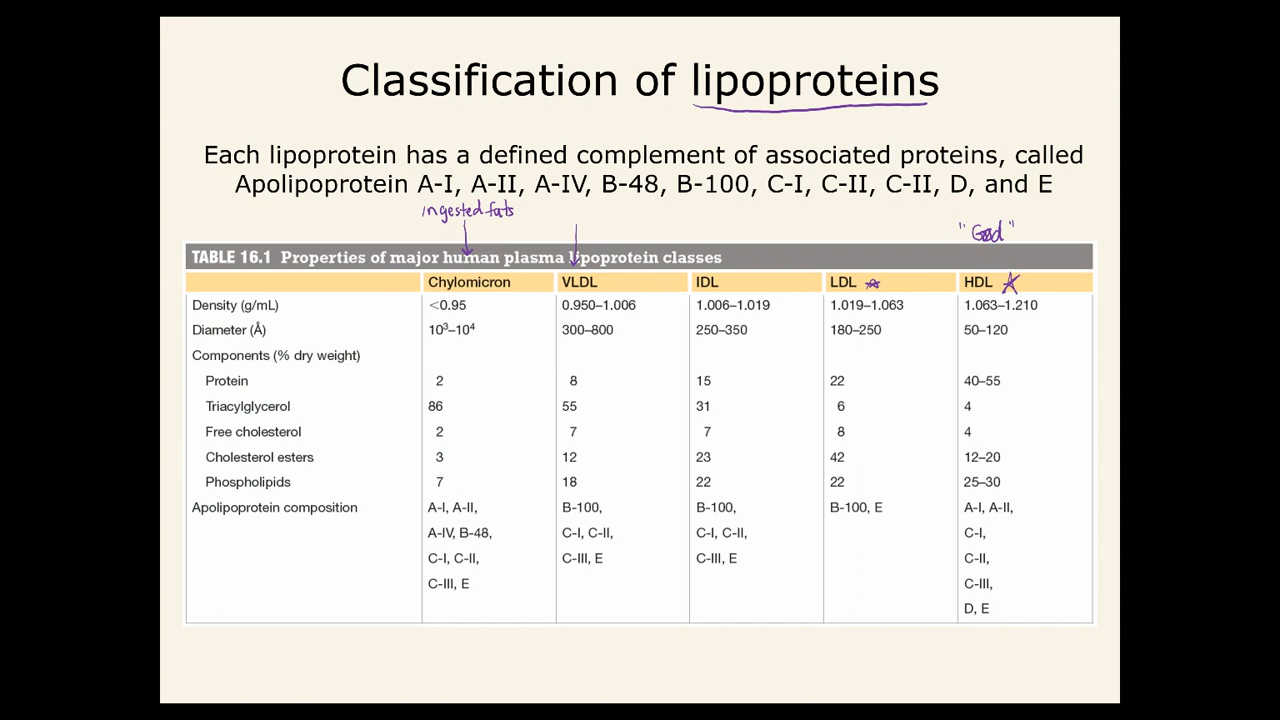 Classification of lipoproteins
Each lipoprotein has a defined complement of associated proteins, called
Apolipoprotein A-I, A-II, A-IV, B-48, B-100, C-I, C-II, C-II, D, and E
ingested fats
"Good"
TABLE 16.1 Properties of major human plasma lipoprotein classes
Chylomicron VLDL IDL LDL HDL
Density (g/mL) <0.95 0.950–1.006 1.006–1.019 1.019–1.063 1.063–1.210
Diameter (Å) 10³–10⁴ 300–800 250–350 180–250 50–120
Components (% dry weight)
Protein 2 8 15 22 40–55
Triacylglycerol 86 55 31 6 4
Free cholesterol 2 7 7 8 4
Cholesterol esters 3 12 23 42 12–20
Phospholipids 7 18 22 22 25–30
Apolipoprotein composition A-I, A-II, B-100, B-100, B-100, E A-I, A-II,
A-IV, B-48, C-I, C-II, C-I, C-II, C-I,
C-I, C-II, C-III, E C-III, E C-II,
C-III, E C-III,
D, E